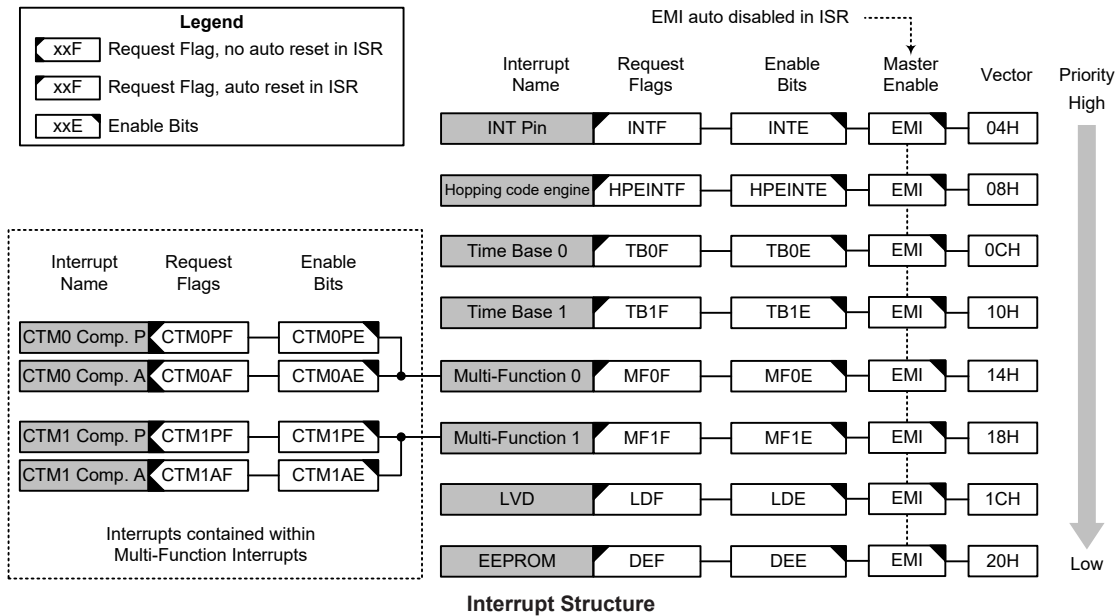 Legend
xxF Request Flag, no auto reset in ISR
xxF Request Flag, auto reset in ISR
xxE Enable Bits
EMI auto disabled in ISR
Interrupt Name
Request Flags
Enable Bits
Master Enable
Vector
Priority
High
INT Pin INTF INTE EMI 04H
Hopping code engine HPEINTF HPEINTE EMI 08H
Time Base 0 TB0F TB0E EMI 0CH
Time Base 1 TB1F TB1E EMI 10H
Multi-Function 0 MF0F MF0E EMI 14H
Multi-Function 1 MF1F MF1E EMI 18H
LVD LDF LDE EMI 1CH
EEPROM DEF DEE EMI 20H
Low
Interrupt Name
Request Flags
Enable Bits
CTM0 Comp. P CTM0PF CTM0PE
CTM0 Comp. A CTM0AF CTM0AE
CTM1 Comp. P CTM1PF CTM1PE
CTM1 Comp. A CTM1AF CTM1AE
Interrupts contained within
Multi-Function Interrupts
Interrupt Structure